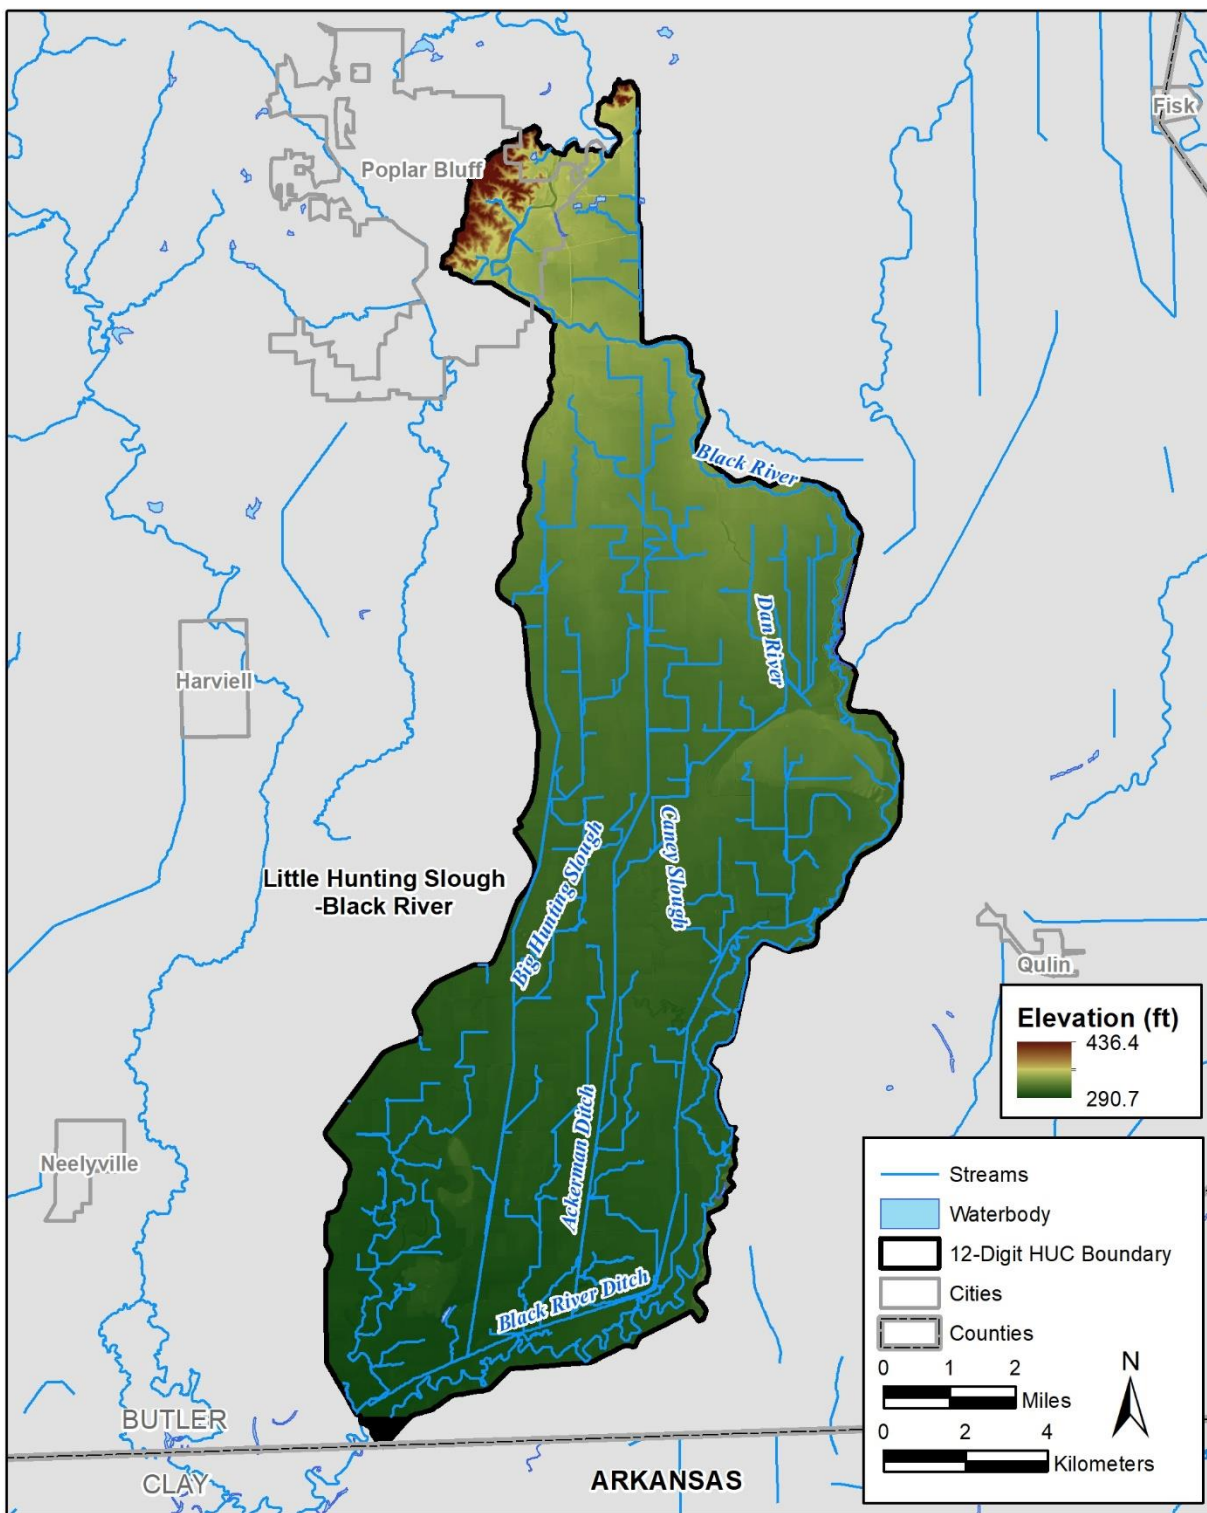 Fisk
Poplar Bluff
Black River
Dan River
Harviell
Big Hunting Slough
Caney Slough
Little Hunting Slough
-Black River
Qulin
Elevation (ft)
436.4
290.7
Ackerman Ditch
Neelyville
Black River Ditch
Streams
Waterbody
12-Digit HUC Boundary
Cities
Counties
0 1 2
Miles
0 2 4
Kilometers
N
BUTLER
CLAY
ARKANSAS